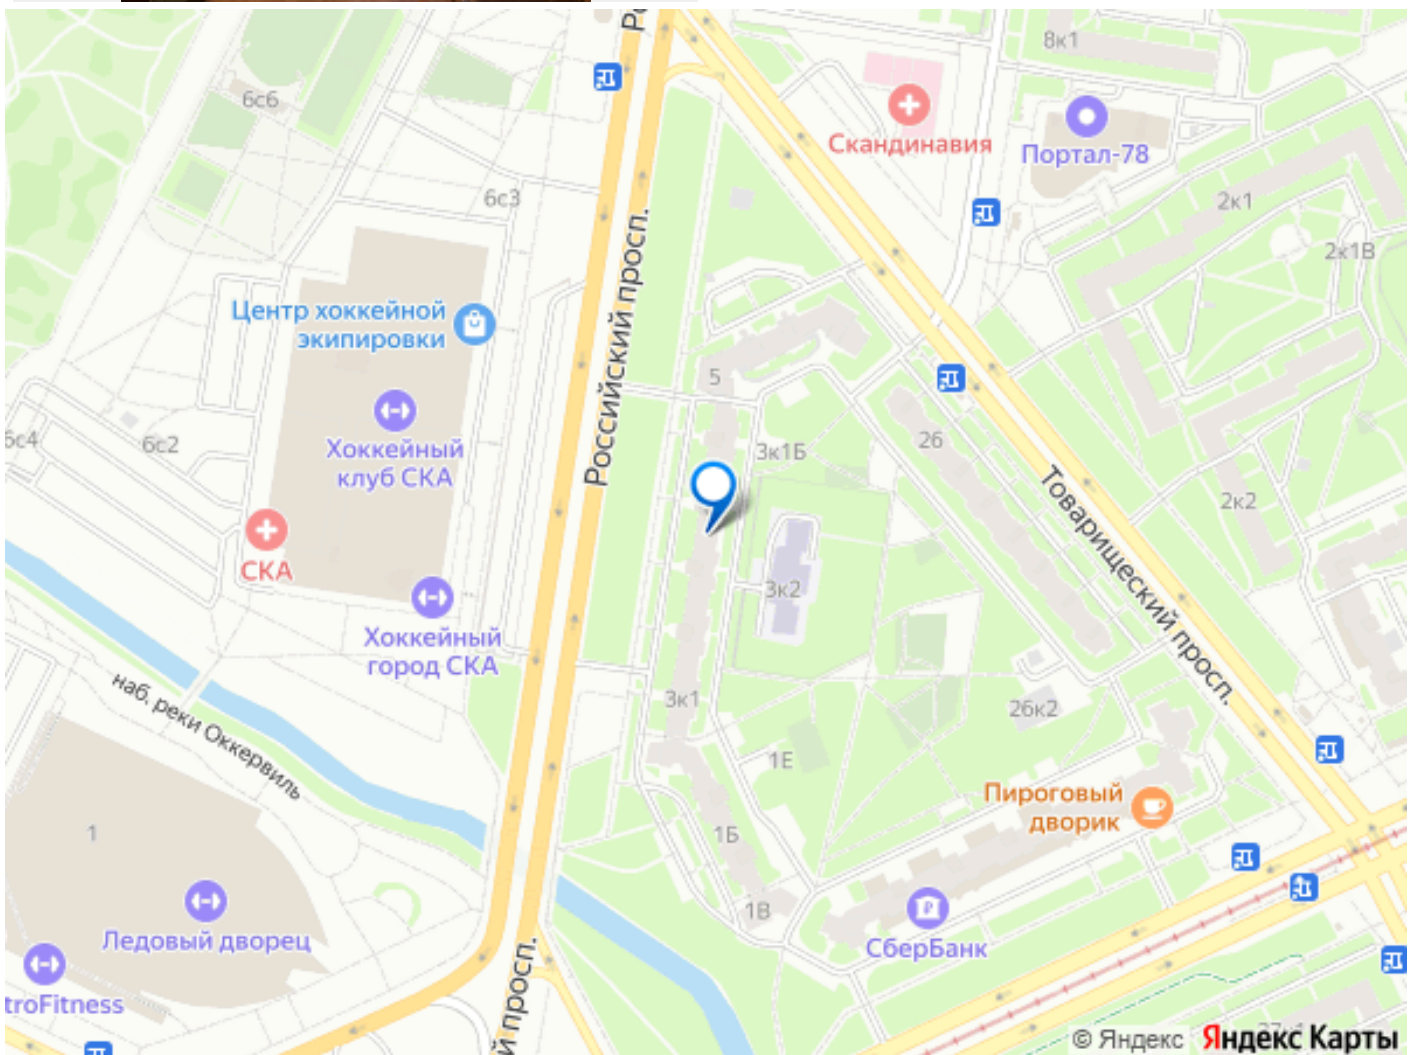 8к1
6с6
Скандинавия
Портал-78
6с3
2к1
2к1В
Центр хоккейной
экипировки
Российский просп.
5
6с4
6с2
Хоккейный
клуб СКА
3к1Б
26
2к2
Товарищеский просп.
СКА
3к2
Хоккейный
город СКА
3к1
26к2
наб. реки Оккервиль
1Е
Пироговый
дворик
1
1Б
1В
СберБанк
Ледовый дворец
troFitness
й просп.
© Яндекс Яндекс Карты